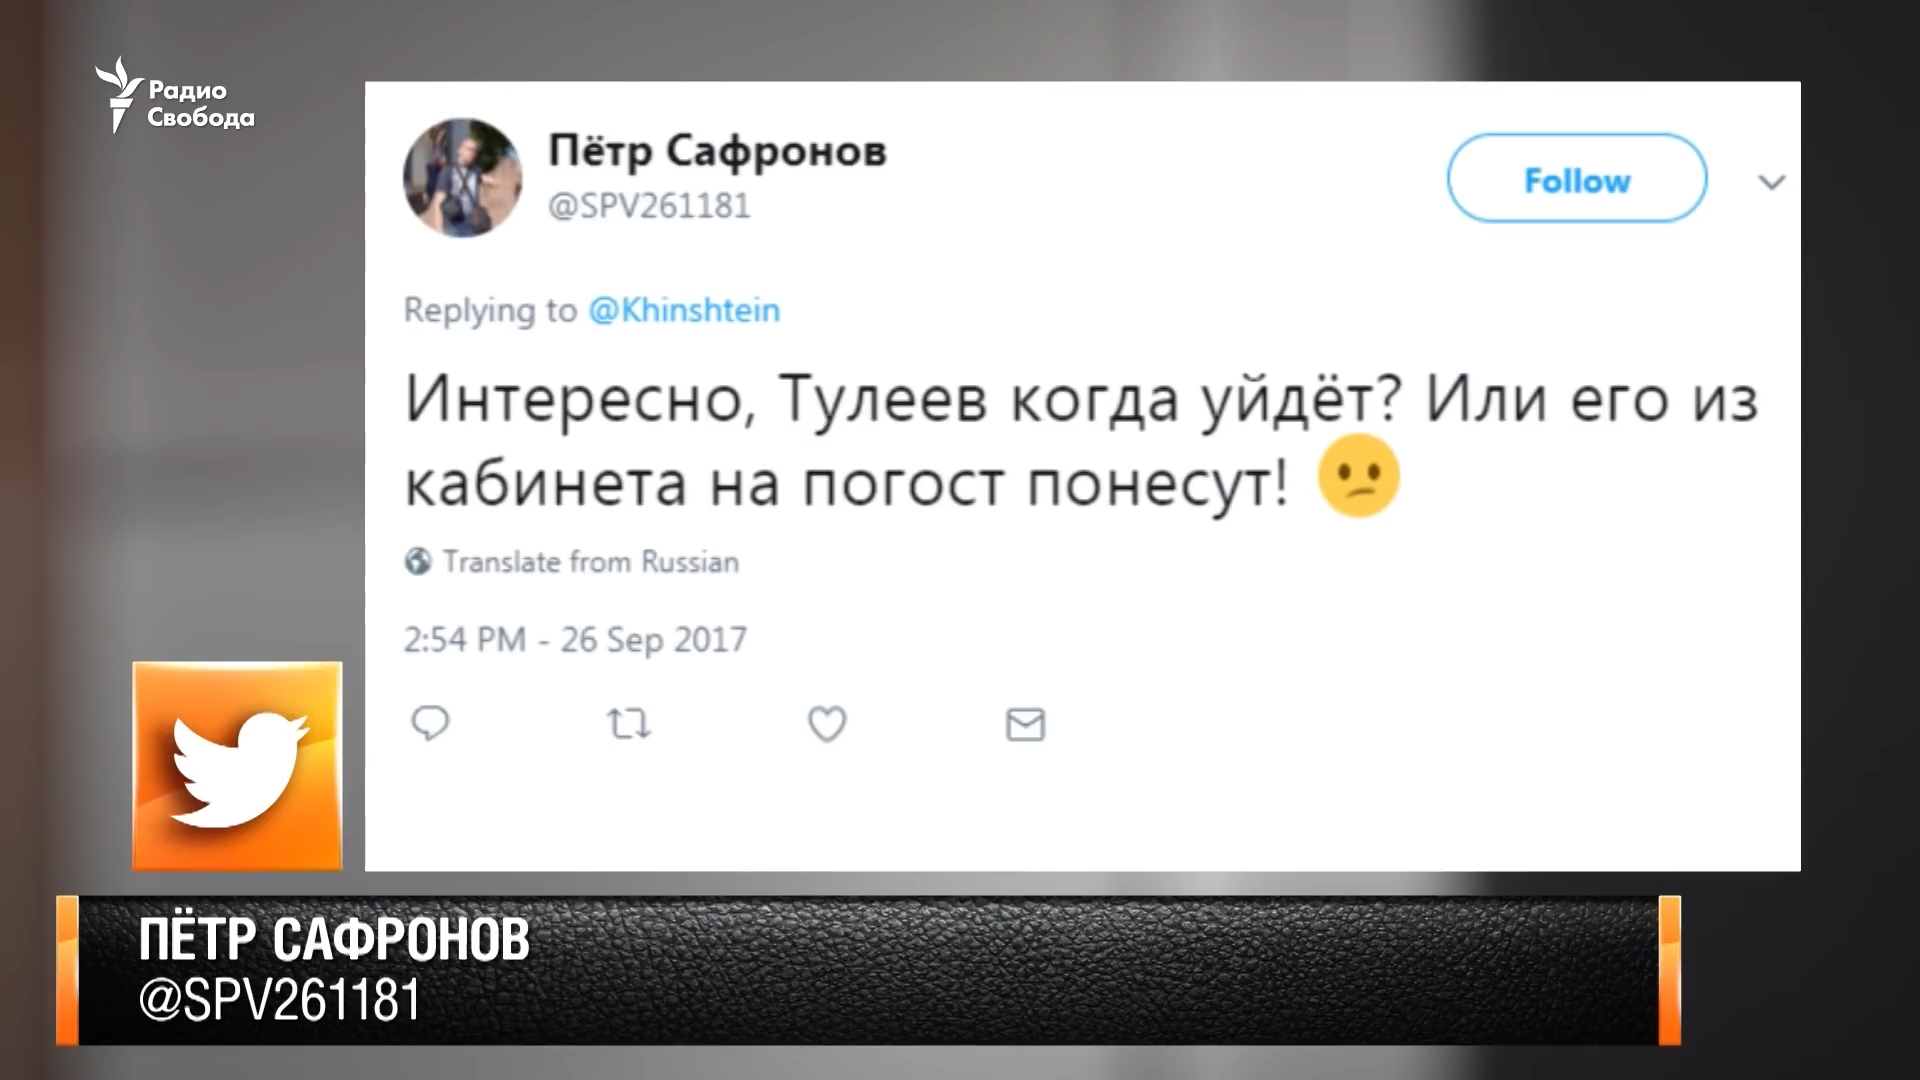 Радио
Свобода
Пётр Сафронов
@SPV261181
Follow
Replying to @Khinshtein
Интересно, Тулеев когда уйдёт? Или его из
кабинета на погост понесут! 😕
Translate from Russian
2:54 PM - 26 Sep 2017
ПЁТР САФРОНОВ
@SPV261181